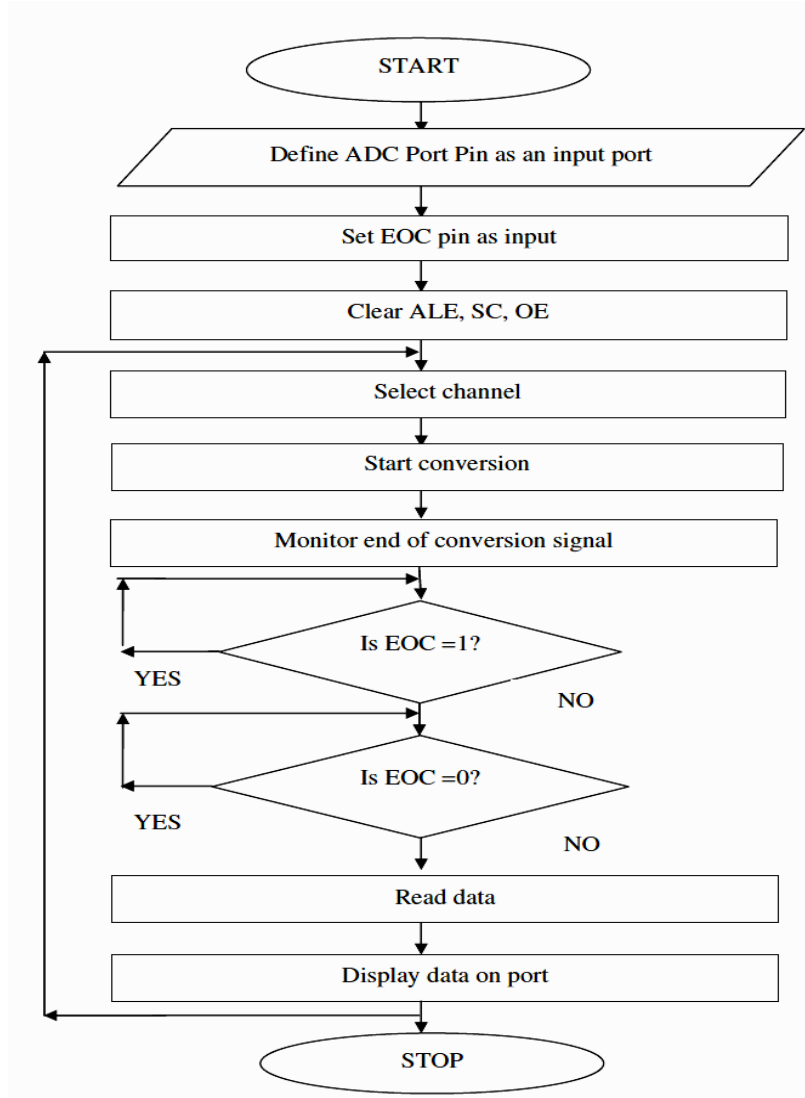 START
Define ADC Port Pin as an input port
Set EOC pin as input
Clear ALE, SC, OE
Select channel
Start conversion
Monitor end of conversion signal
Is EOC =1?
YES
NO
Is EOC =0?
YES
NO
Read data
Display data on port
STOP